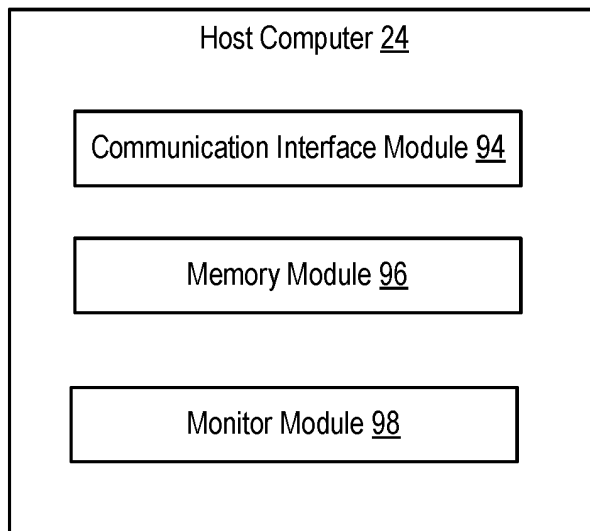 Host Computer 24
Communication Interface Module 94
Memory Module 96
Monitor Module 98